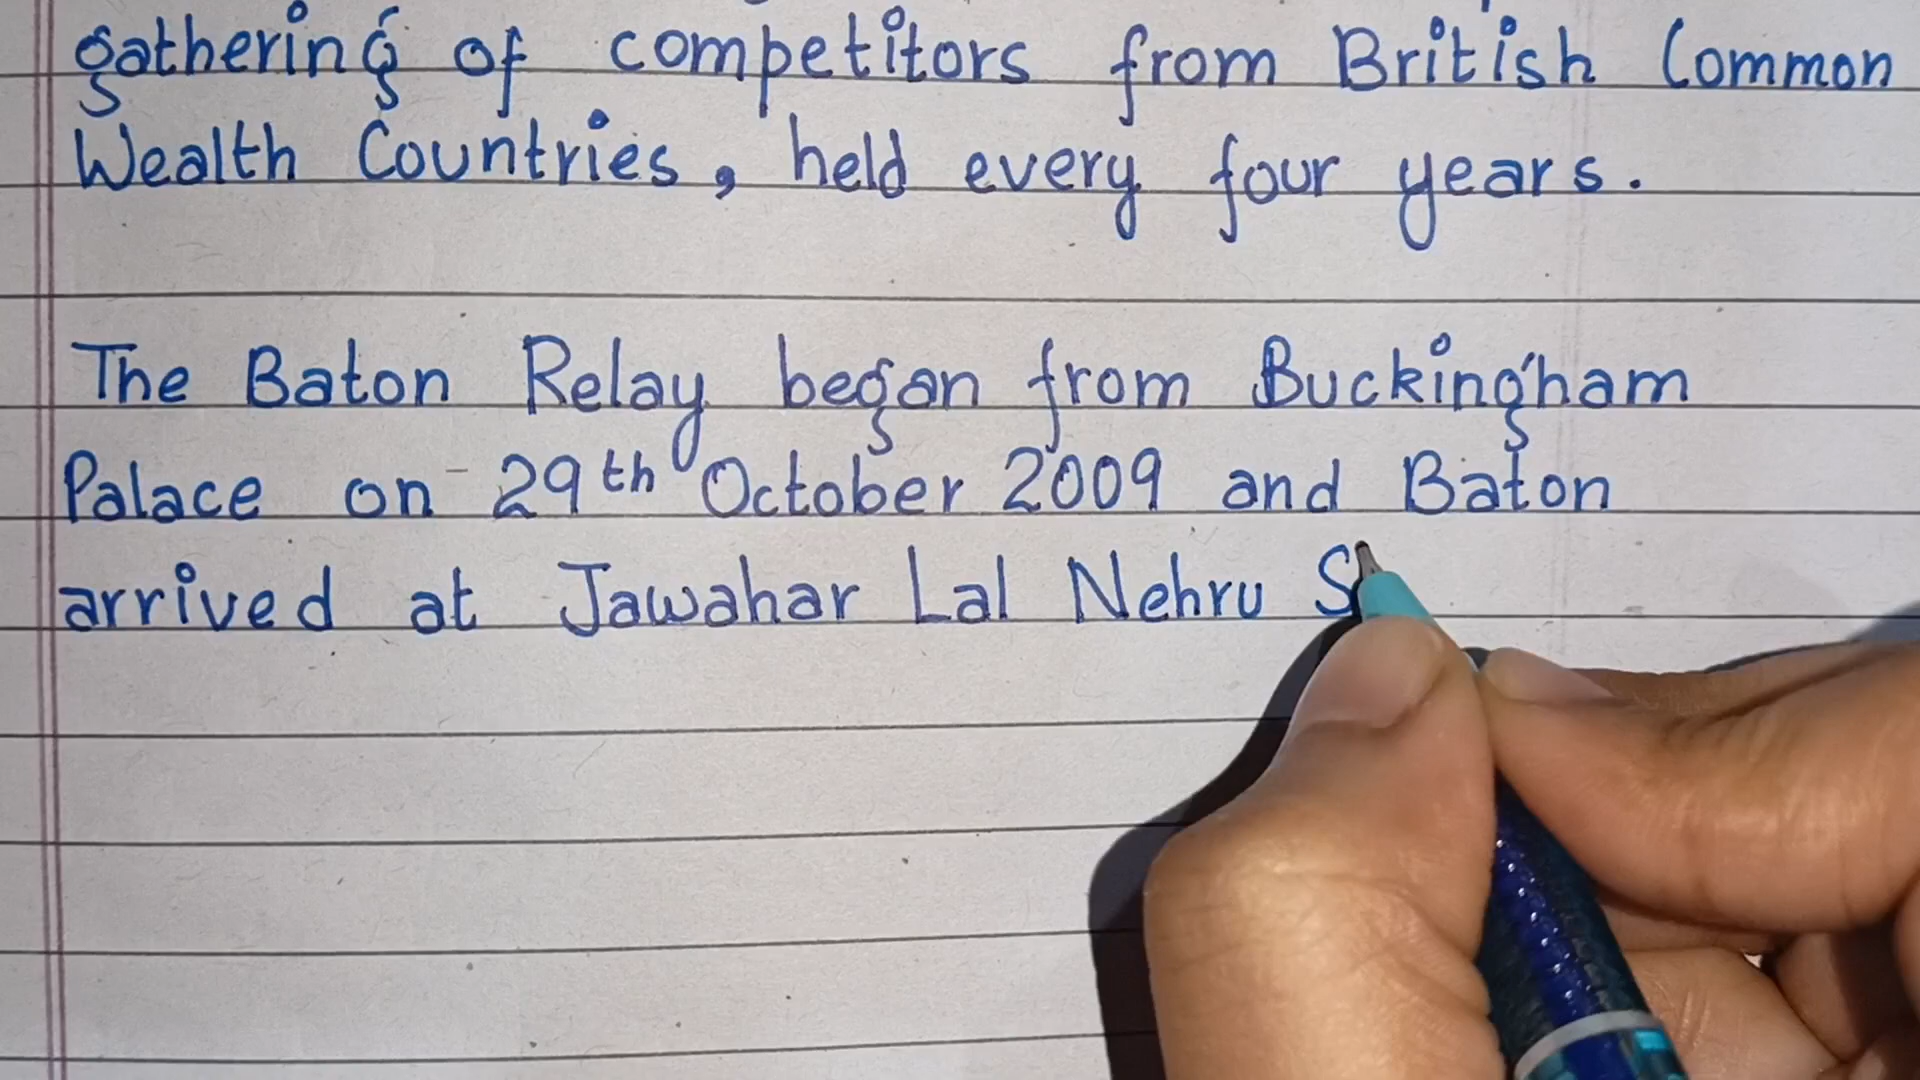 gathering of competitors from British Common
Wealth Countries, held every four years.
The Baton Relay began from Buckingham
Palace on 29th October 2009 and Baton
arrived at Jawahar Lal Nehru S